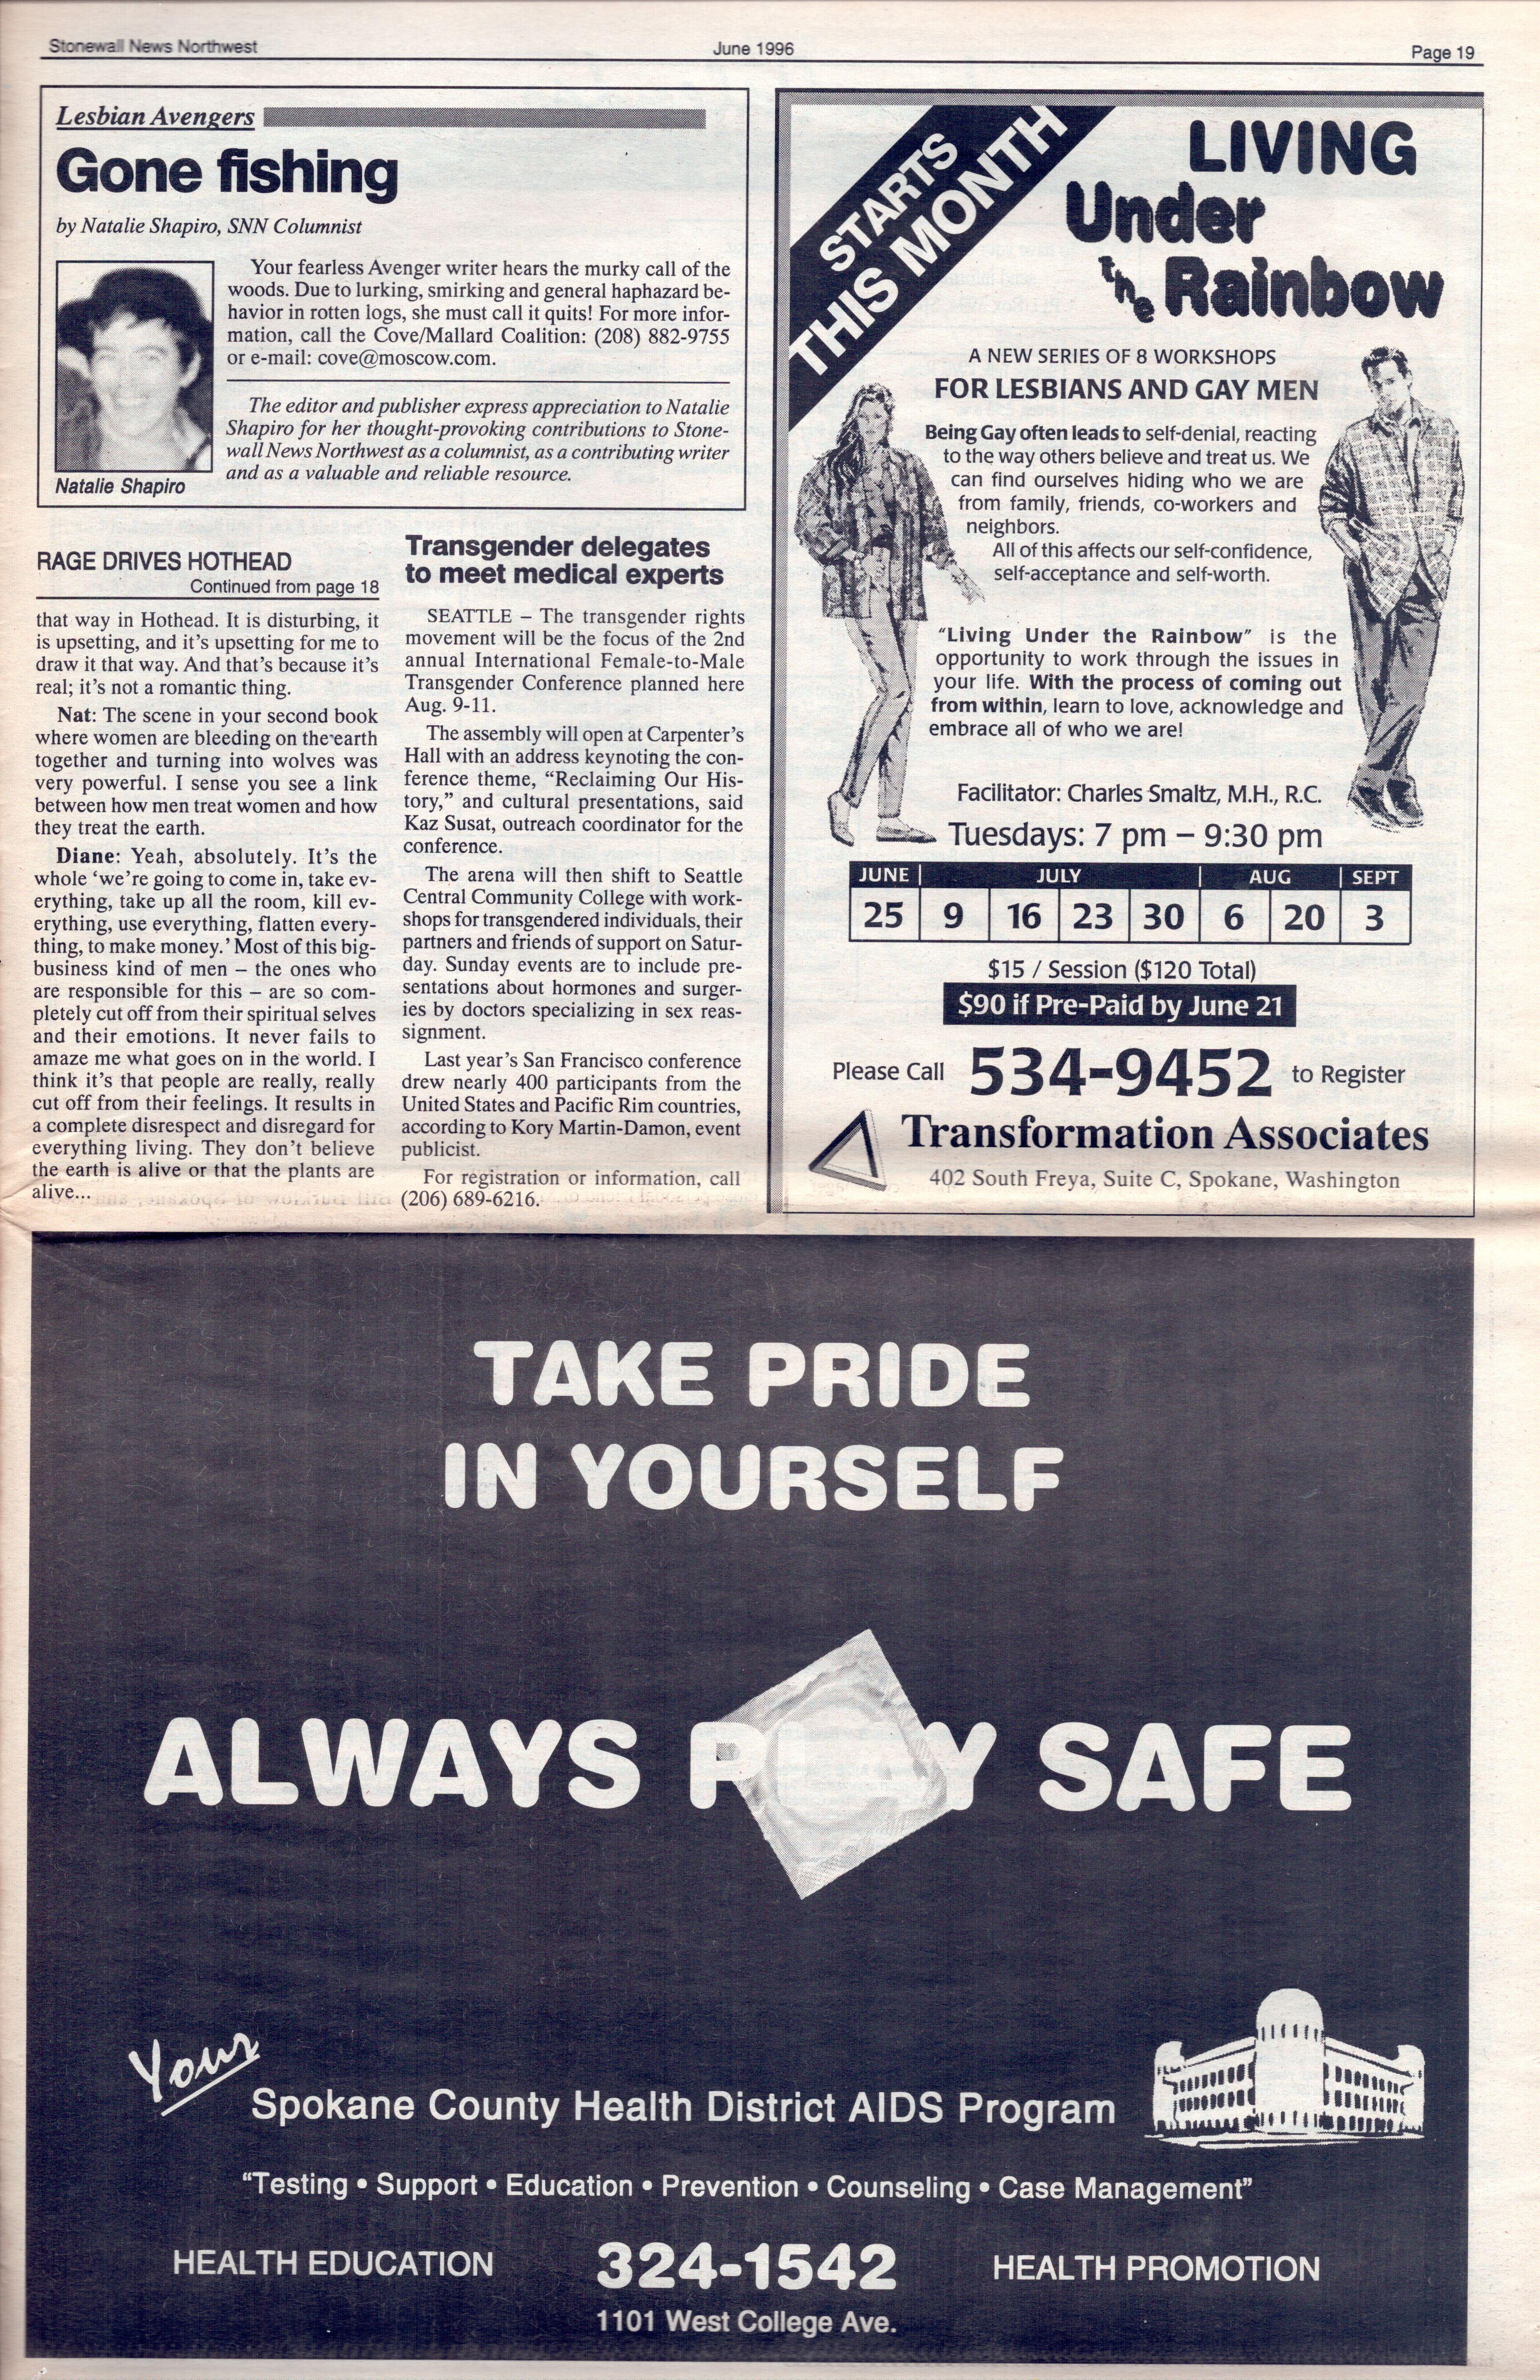 Stonewall News Northwest
June 1996
Page 19
Lesbian Avengers
Gone fishing
by Natalie Shapiro, SNN Columnist
Your fearless Avenger writer hears the murky call of the
woods. Due to lurking, smirking and general haphazard be-
havior in rotten logs, she must call it quits! For more infor-
mation, call the Cove/Mallard Coalition: (208) 882-9755
or e-mail: cove@moscow.com.
The editor and publisher express appreciation to Natalie
Shapiro for her thought-provoking contributions to Stone-
wall News Northwest as a columnist, as a contributing writer
and as a valuable and reliable resource.
Natalie Shapiro
RAGE DRIVES HOTHEAD
Continued from page 18
that way in Hothead. It is disturbing, it
is upsetting, and it's upsetting for me to
draw it that way. And that's because it's
real; it's not a romantic thing.
Nat: The scene in your second book
where women are bleeding on the earth
together and turning into wolves was
very powerful. I sense you see a link
between how men treat women and how
they treat the earth.
Diane: Yeah, absolutely. It's the
whole 'we're going to come in, take ev-
erything, take up all the room, kill ev-
erything, use everything, flatten every-
thing, to make money.' Most of this big-
business kind of men – the ones who
are responsible for this – are so com-
pletely cut off from their spiritual selves
and their emotions. It never fails to
amaze me what goes on in the world. I
think it's that people are really, really
cut off from their feelings. It results in
a complete disrespect and disregard for
everything living. They don't believe
the earth is alive or that the plants are
alive...
Transgender delegates
to meet medical experts
SEATTLE – The transgender rights
movement will be the focus of the 2nd
annual International Female-to-Male
Transgender Conference planned here
Aug. 9-11.
The assembly will open at Carpenter's
Hall with an address keynoting the con-
ference theme, "Reclaiming Our His-
tory," and cultural presentations, said
Kaz Susat, outreach coordinator for the
conference.
The arena will then shift to Seattle
Central Community College with work-
shops for transgendered individuals, their
partners and friends of support on Satur-
day. Sunday events are to include pre-
sentations about hormones and surger-
ies by doctors specializing in sex reas-
signment.
Last year's San Francisco conference
drew nearly 400 participants from the
United States and Pacific Rim countries,
according to Kory Martin-Damon, event
publicist.
For registration or information, call
(206) 689-6216.
STARTS
THIS MONTH
LIVING
Under
the Rainbow
A NEW SERIES OF 8 WORKSHOPS
FOR LESBIANS AND GAY MEN
Being Gay often leads to self-denial, reacting
to the way others believe and treat us. We
can find ourselves hiding who we are
from family, friends, co-workers and
neighbors.
All of this affects our self-confidence,
self-acceptance and self-worth.
"Living Under the Rainbow" is the
opportunity to work through the issues in
your life. With the process of coming out
from within, learn to love, acknowledge and
embrace all of who we are!
Facilitator: Charles Smaltz, M.H., R.C.
Tuesdays: 7 pm – 9:30 pm
JUNE | JULY | AUG | SEPT
25 9 16 23 30 6 20 3
$15 / Session ($120 Total)
$90 if Pre-Paid by June 21
Please Call 534-9452 to Register
Transformation Associates
402 South Freya, Suite C, Spokane, Washington
TAKE PRIDE
IN YOURSELF
ALWAYS PLAY SAFE
Your
Spokane County Health District AIDS Program
"Testing • Support • Education • Prevention • Counseling • Case Management"
HEALTH EDUCATION 324-1542 HEALTH PROMOTION
1101 West College Ave.